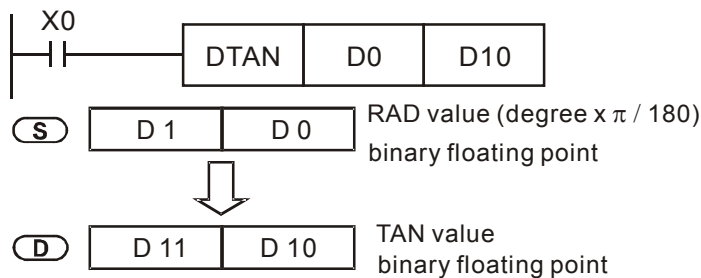 X0
DTAN D0 D10
S D 1 D 0 RAD value (degree x π / 180)
binary floating point
D D 11 D 10 TAN value
binary floating point